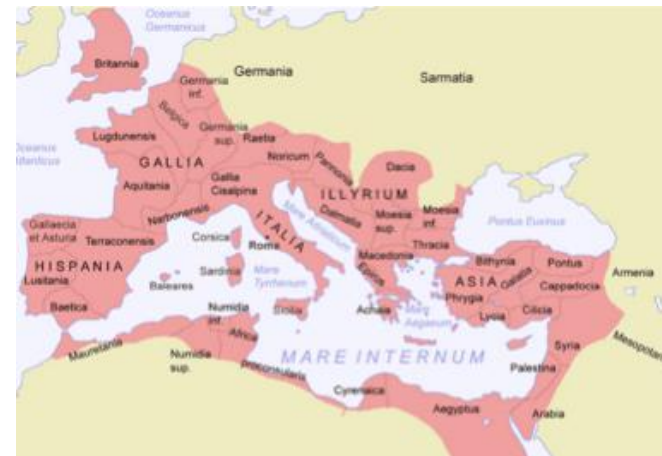 Oceanus
Germanicus
Britannia
Germania
Sarmatia
Germania
inf.
Belgica
Lugdunensis
Germania
sup.
Raetia
Oceanus
GALLIA
Noricum
Pannonia
Dacia
Aquitania
Gallia
Cisalpina
ILLYRIUM
Narbonensis
Dalmatia
Moesia
sup.
Moesia
inf.
Pontus Euxinus
Gallaecia
et Asturia
Terraconensis
Corsica
ITALIA
Mare Adriaticum
Roma
Thracia
Macedonia
Bithynia
Pontus
Armenia
HISPANIA
Sardinia
Mare
Tyrrhenum
Epirus
ASIA
Galatia
Cappadocia
Lusitania
Baleares
Phrygia
Baetica
Numidia
inf.
Sicilia
Achaia
Mare
Aegaeum
Lycia
Cilicia
Africa
Mauretania
Numidia
sup.
proconsularis
MARE INTERNUM
Syria
Mesopotam
Palestina
Cyrenaica
Aegyptus
Arabia